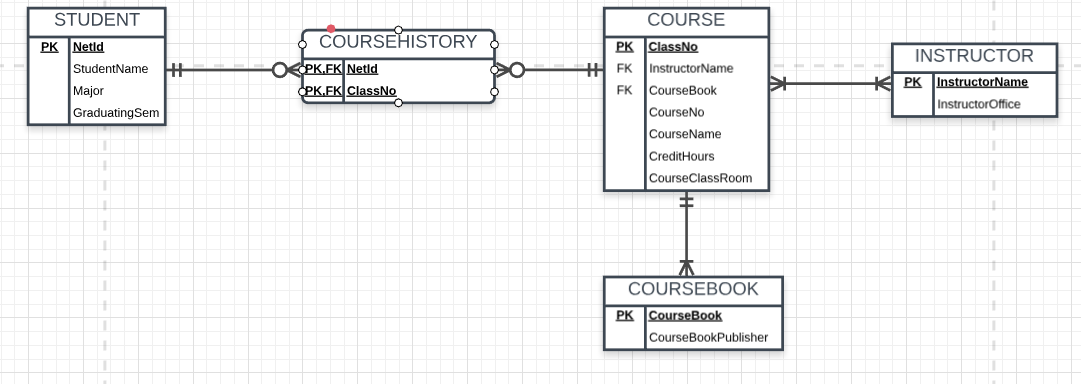 STUDENT
PK NetId
StudentName
Major
GraduatingSem
COURSEHISTORY
PK,FK NetId
PK,FK ClassNo
COURSE
PK ClassNo
FK InstructorName
FK CourseBook
CourseNo
CourseName
CreditHours
CourseClassRoom
INSTRUCTOR
PK InstructorName
InstructorOffice
COURSEBOOK
PK CourseBook
CourseBookPublisher